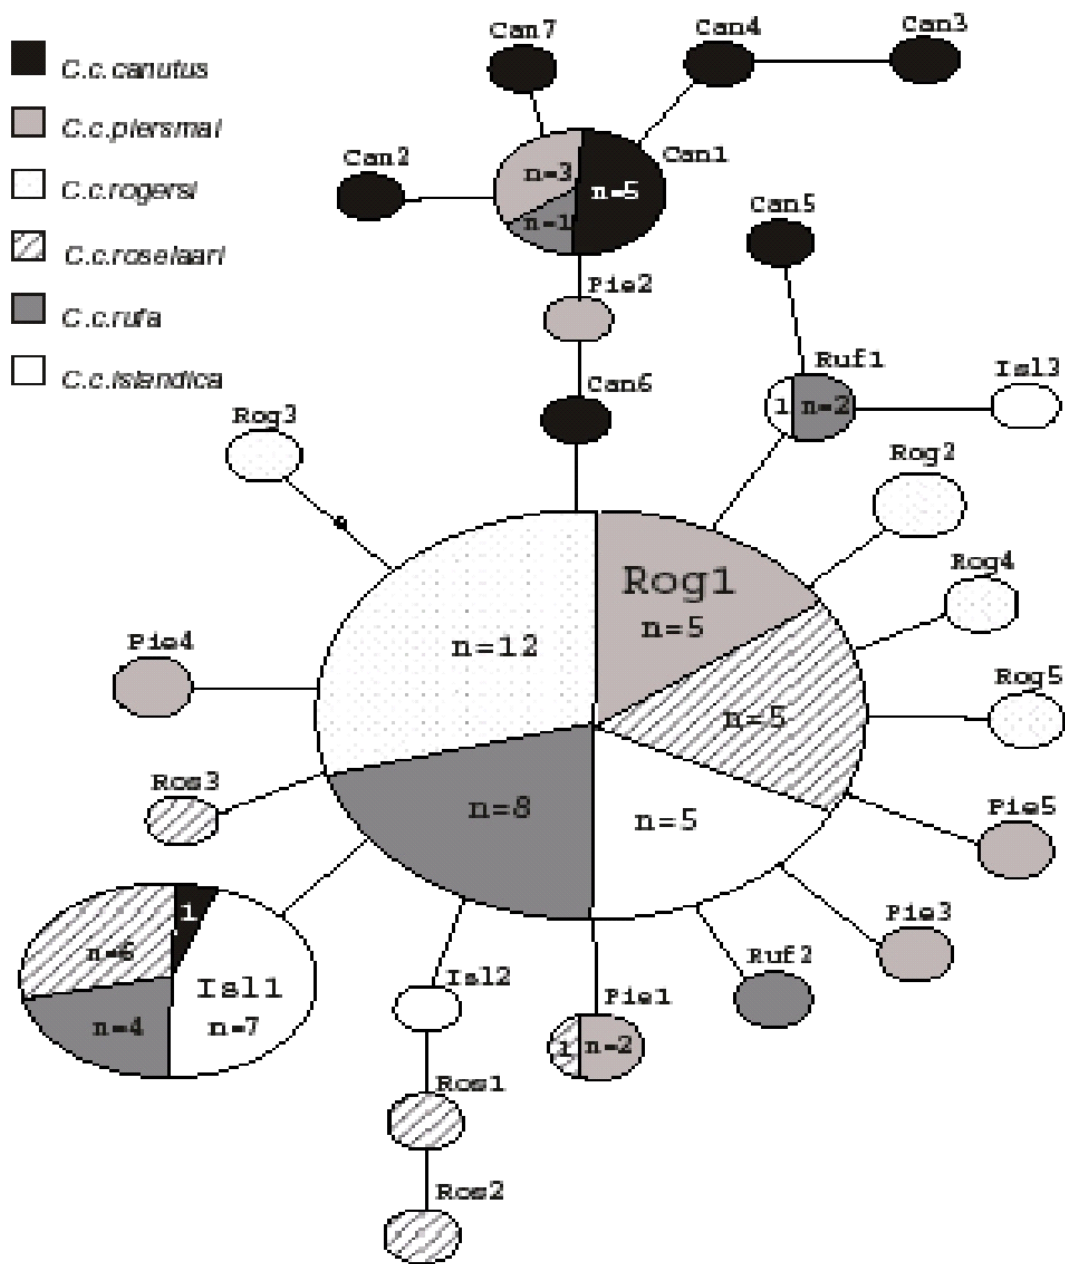 C.c.canutus
C.c.piersmai
C.c.rogersi
C.c.roselaari
C.c.rufa
C.c.islandica
Can7
Can4
Can3
Can2
n=3
n=1
n=5
Can1
Can5
Pie2
Can6
Ruf1
1
n=2
Isl3
Rog3
Rog2
Rog4
Rog5
Pie4
Ros3
n=12
Rog1
n=5
n=5
n=8
n=5
Pie5
Pie3
Ruf2
1
n=6
Isl1
n=4
n=7
Isl2
Pie1
1
n=2
Ros1
Ros2